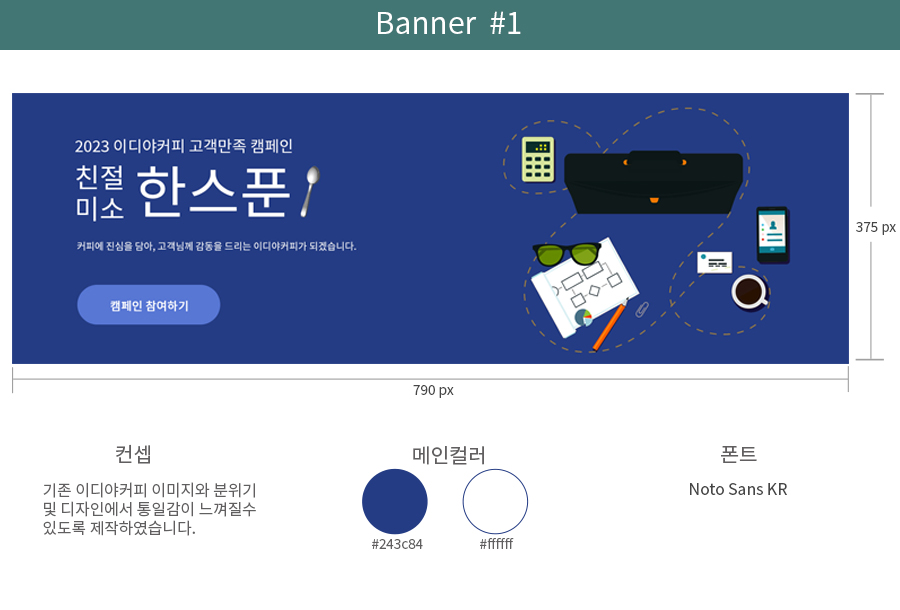 Banner #1
2023 이디야커피 고객만족 캠페인
친절
미소
한스푼
커피에 진심을 담아, 고객님께 감동을 드리는 이디야커피가 되겠습니다.
캠페인 참여하기
375 px
790 px
컨셉
기존 이디야커피 이미지와 분위기
및 디자인에서 통일감이 느껴질수
있도록 제작하였습니다.
메인컬러
#243c84
#ffffff
폰트
Noto Sans KR